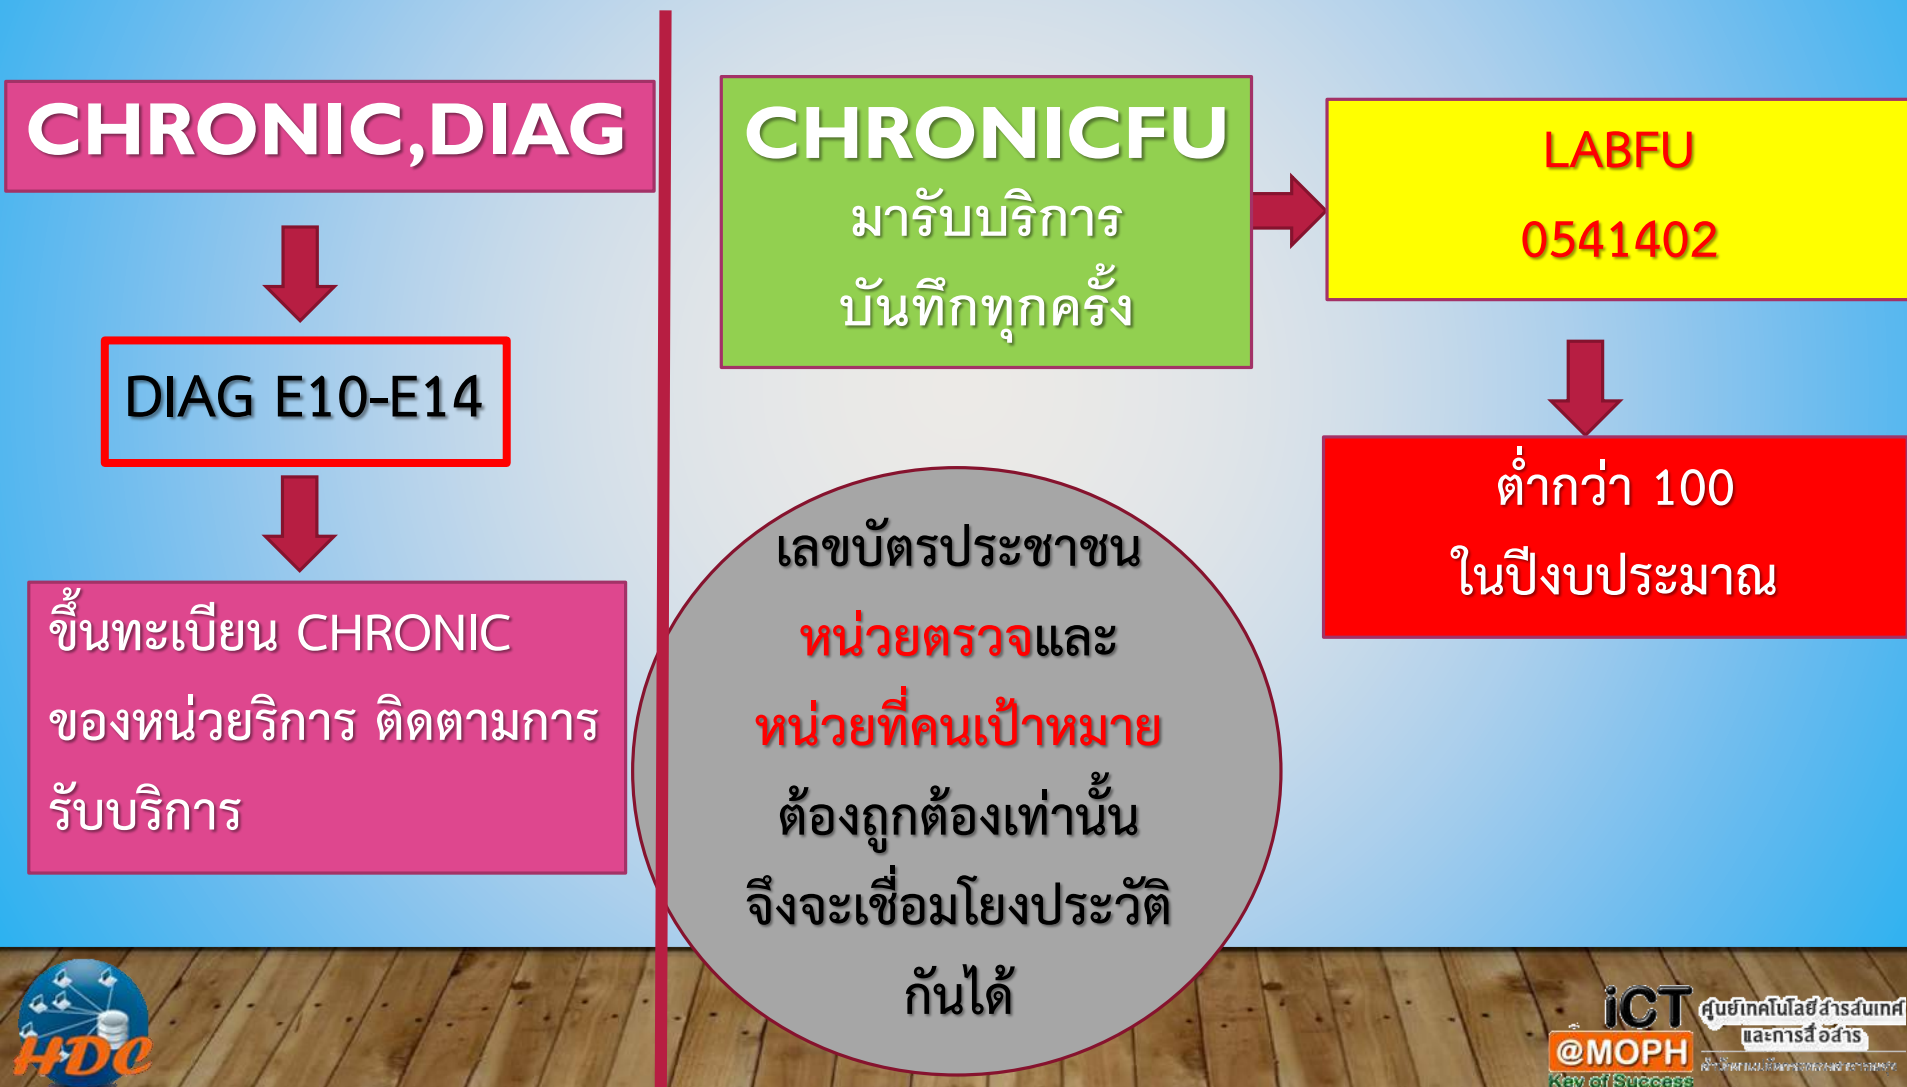 CHRONIC,DIAG
DIAG E10-E14
ขึ้นทะเบียน CHRONIC
ของหน่วยริการ ติดตามการ
รับบริการ
CHRONICFU
มารับบริการ
บันทึกทุกครั้ง
LABFU
0541402
ต่ำกว่า 100
ในปีงบประมาณ
เลขบัตรประชาชน
หน่วยตรวจและ
หน่วยที่คนเป้าหมาย
ต้องถูกต้องเท่านั้น
จึงจะเชื่อมโยงประวัติ
กันได้
HDC
iCT
@MOPH
Key of Success
ศูนย์เทคโนโลยีสารสนเทศ
และการสื่อสาร